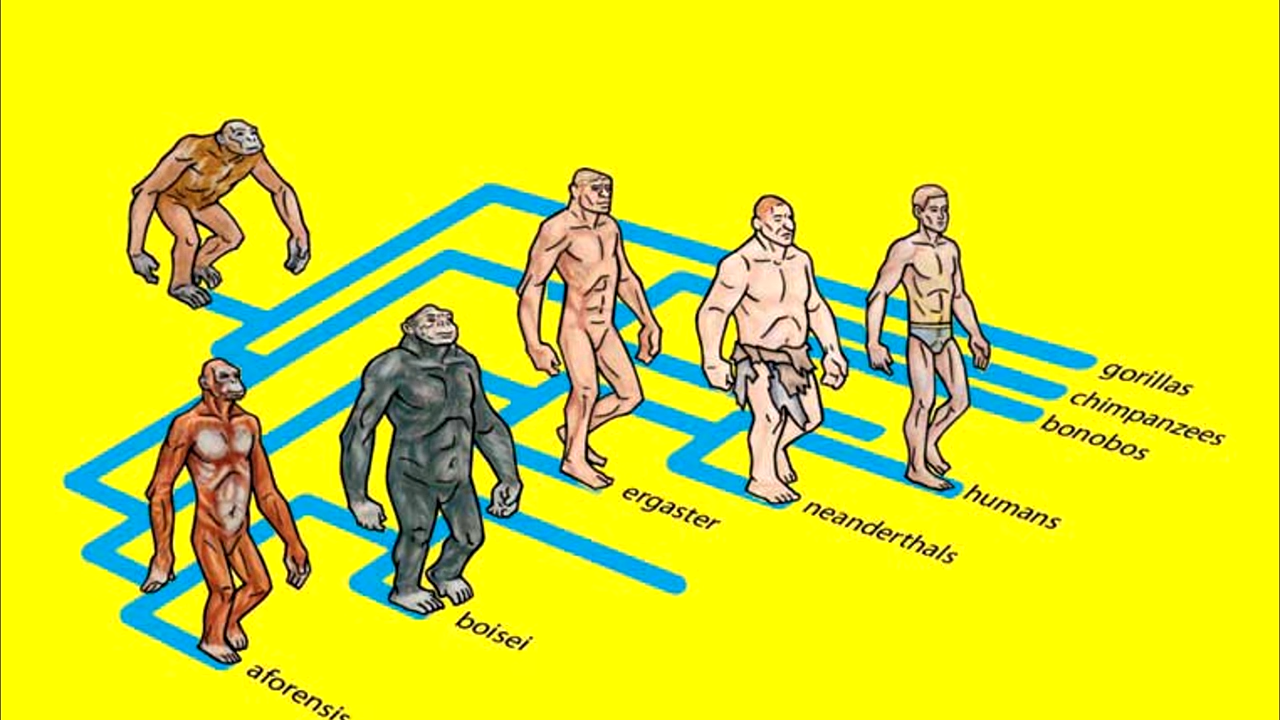 gorillas
chimpanzees
bonobos
humans
neanderthals
ergaster
boisei
aforensis